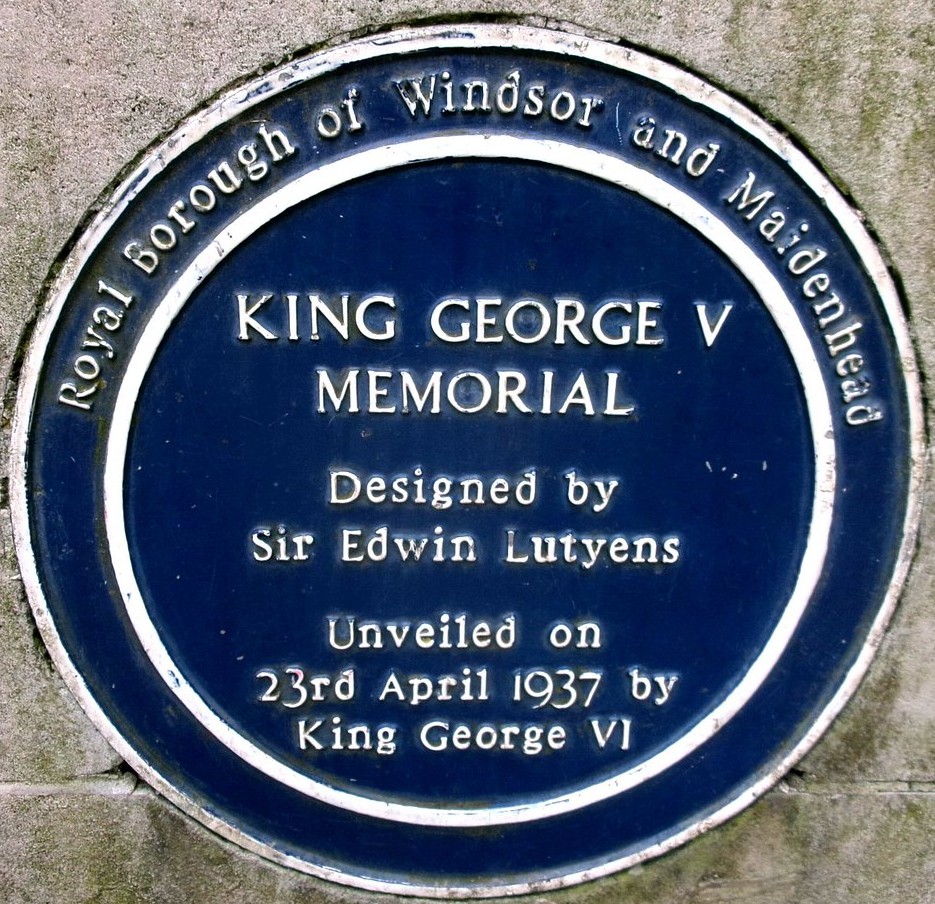 Royal Borough of Windsor and Maidenhead
KING GEORGE V
MEMORIAL
Designed by
Sir Edwin Lutyens
Unveiled on
23rd April 1937 by
King George VI